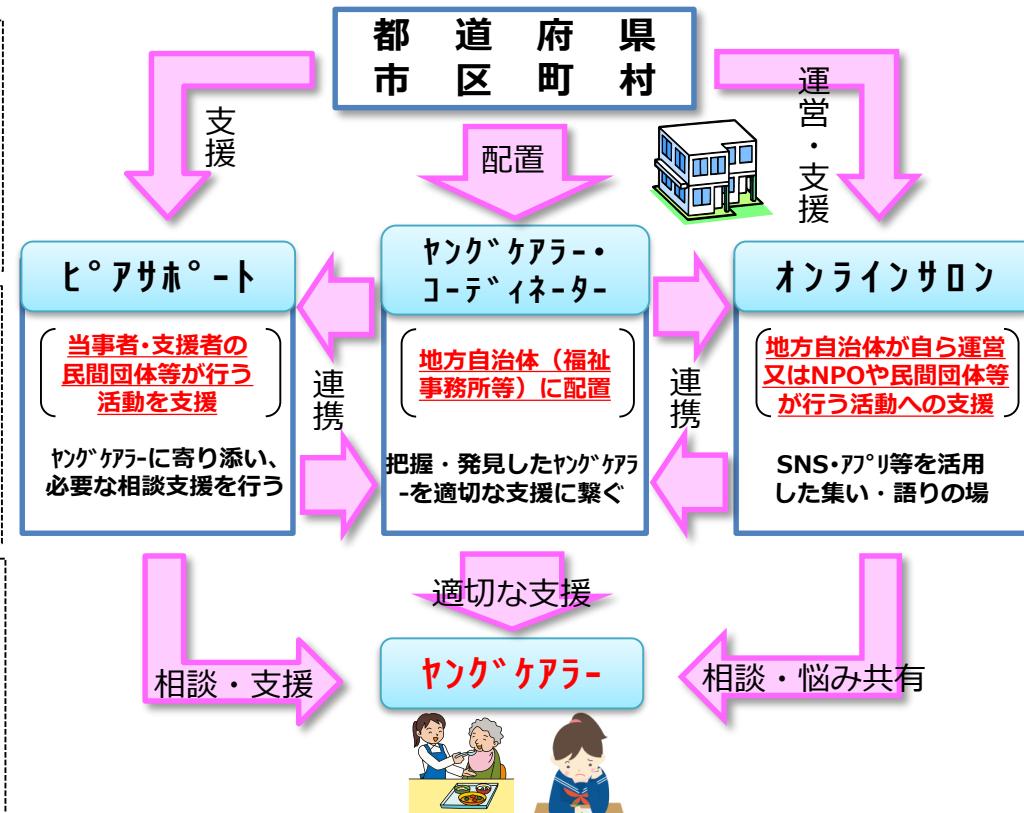 都道府県
市区町村
支援
配置
運営・支援
ﾋﾟｱｻﾎﾟｰﾄ
ﾔﾝｸﾞｹｱﾗｰ・
ｺｰﾃﾞｨﾈｰﾀｰ
オンラインサロン
当事者・支援者の
民間団体等が行う
活動を支援
連携
地方自治体（福祉
事務所等）に配置
連携
地方自治体が自ら運営
又はNPOや民間団体等
が行う活動への支援
ﾔﾝｸﾞｹｱﾗｰに寄り添い、
必要な相談支援を行う
把握・発見したﾔﾝｸﾞｹｱﾗ
ｰを適切な支援に繋ぐ
SNS・ｱﾌﾟﾘ等を活用
した集い・語りの場
適切な支援
相談・支援
ﾔﾝｸﾞｹｱﾗｰ
相談・悩み共有